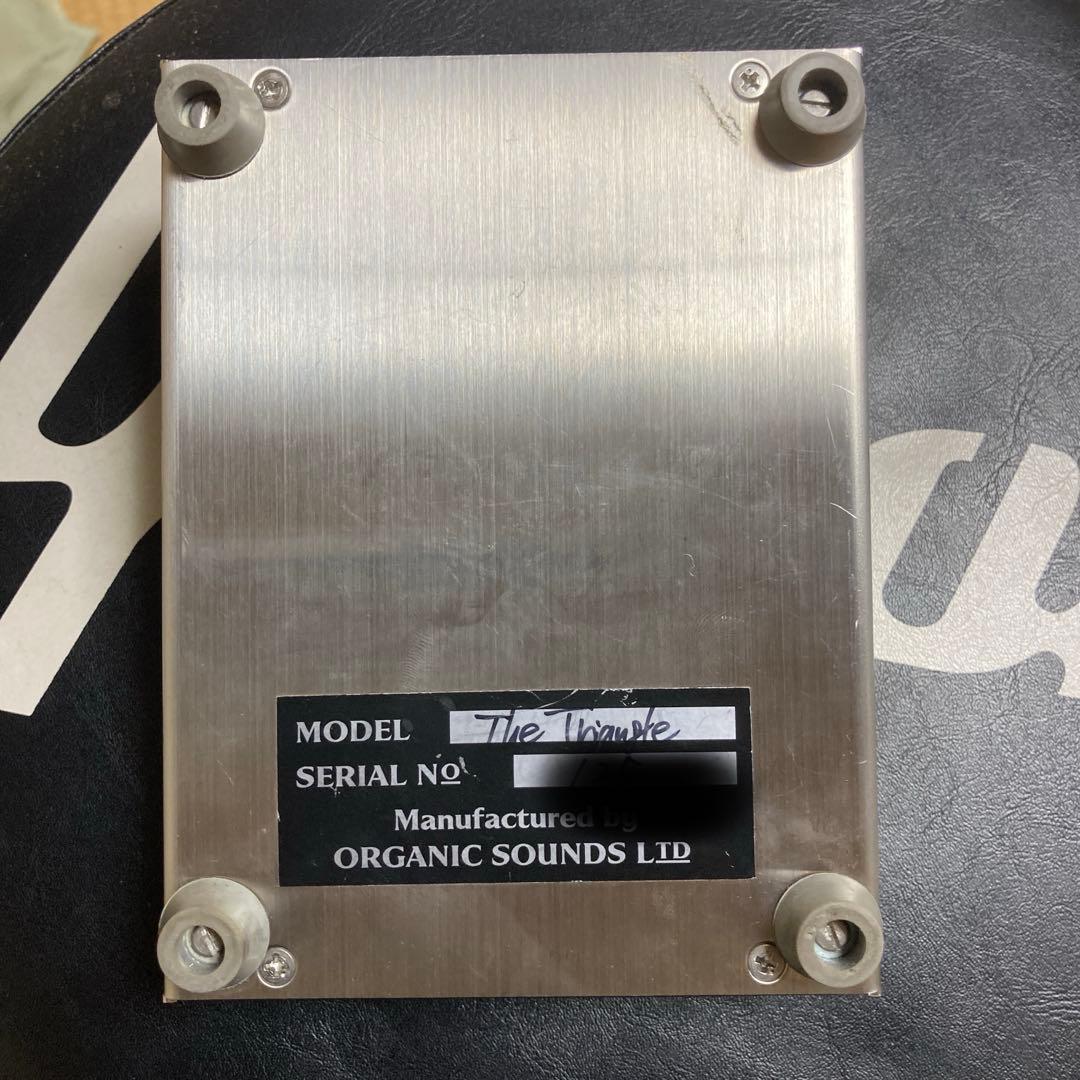 MODEL The Triangle
SERIAL No
Manufactured by
ORGANIC SOUNDS LTD